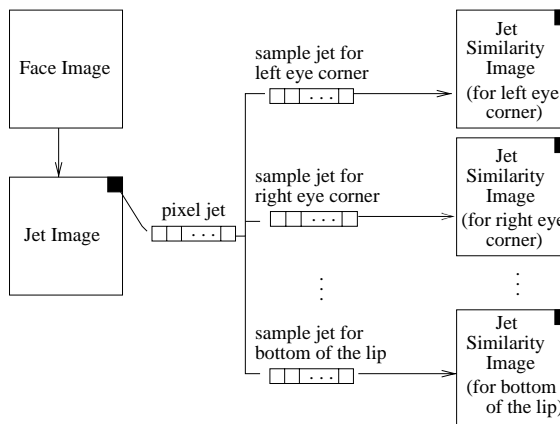 Face Image
Jet Image
pixel jet
. . .
sample jet for
left eye corner
. . .
sample jet for
right eye corner
. . .
sample jet for
bottom of the lip
. . .
Jet
Similarity
Image
(for left eye
corner)
Jet
Similarity
Image
(for right eye
corner)
Jet
Similarity
Image
(for bottom
of the lip)